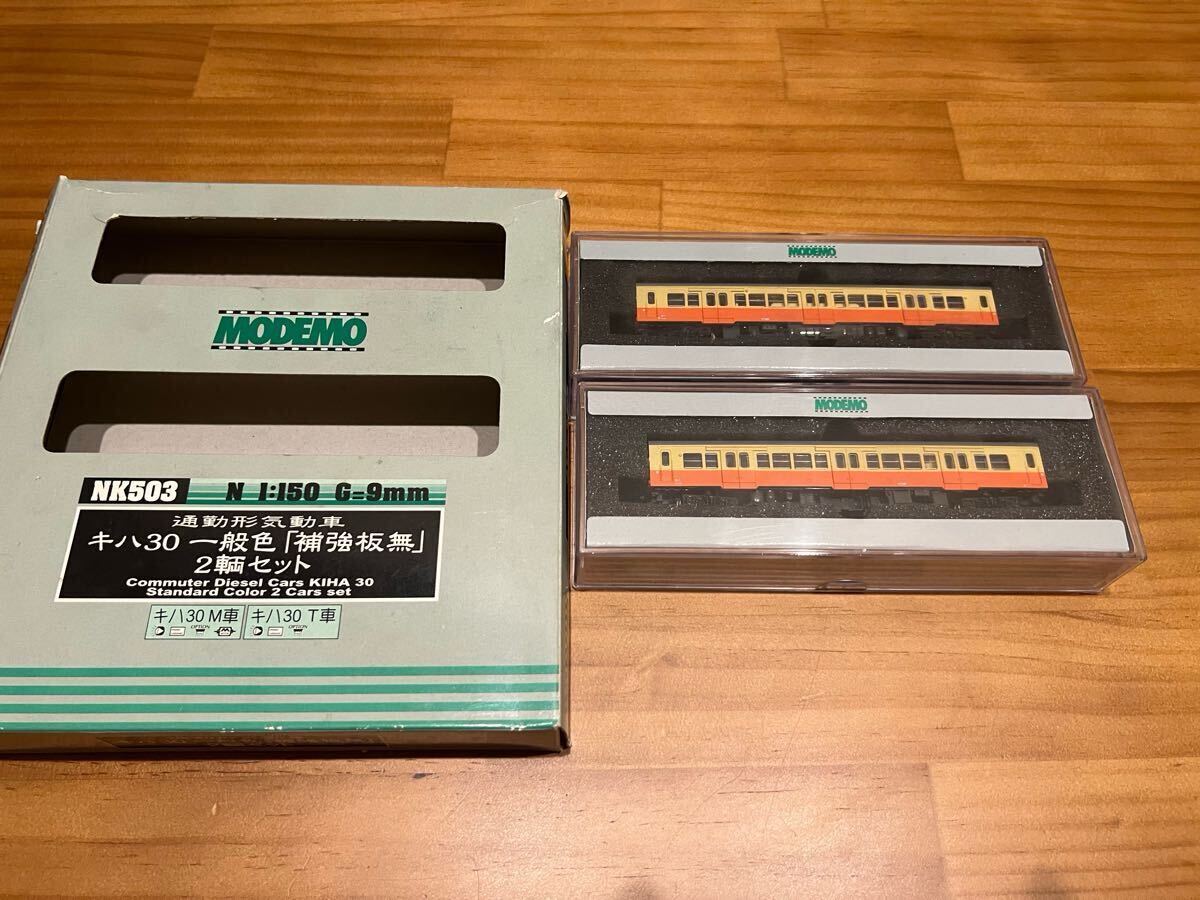 MODEMO
NK503 N 1:150 G=9mm
通勤形気動車
キハ30 一般色「補強板無」
2輌セット
Commuter Diesel Cars KIHA 30
Standard Color 2 Cars set
キハ30 M車 キハ30 T車
OPTION OPTION
MODEMO
MODEMO